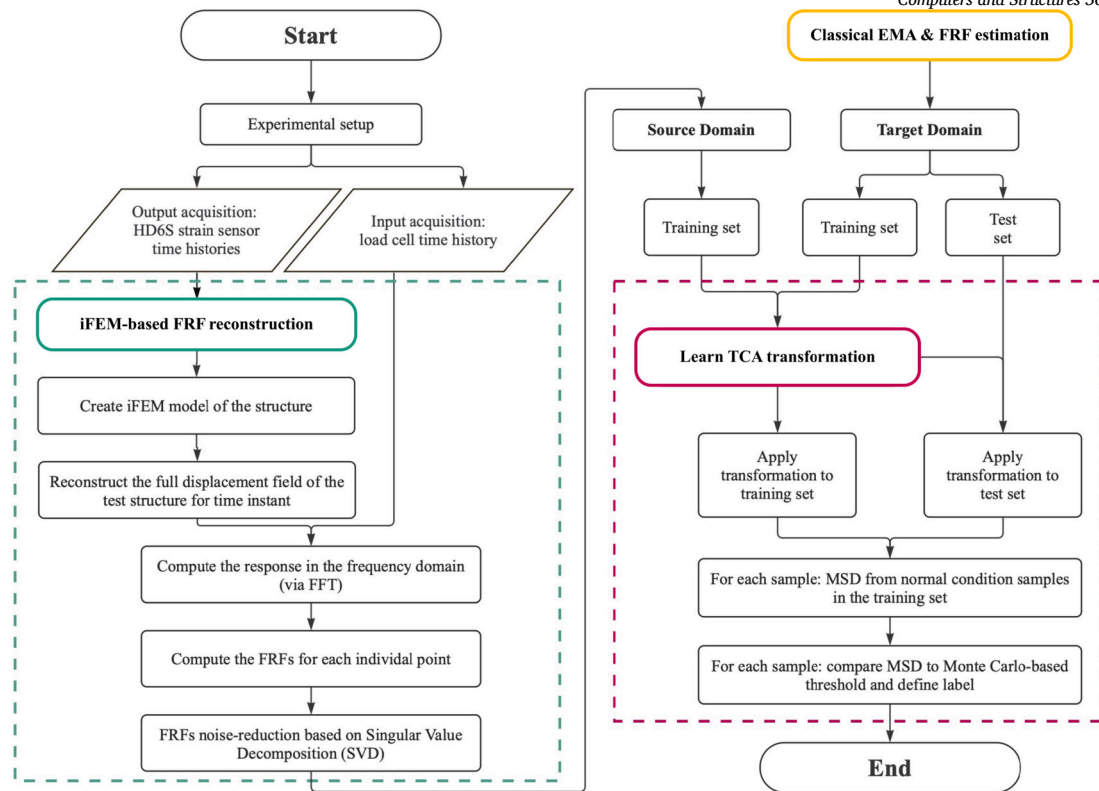 Computers and Structures
Start
Experimental setup
Output acquisition:
HD6S strain sensor
time histories
Input acquisition:
load cell time history
iFEM-based FRF reconstruction
Create iFEM model of the structure
Reconstruct the full displacement field of the
test structure for time instant
Compute the response in the frequency domain
(via FFT)
Compute the FRFs for each individal point
FRFs noise-reduction based on Singular Value
Decomposition (SVD)
Classical EMA & FRF estimation
Source Domain
Target Domain
Training set
Training set
Test
set
Learn TCA transformation
Apply
transformation to
training set
Apply
transformation to
test set
For each sample: MSD from normal condition samples
in the training set
For each sample: compare MSD to Monte Carlo-based
threshold and define label
End